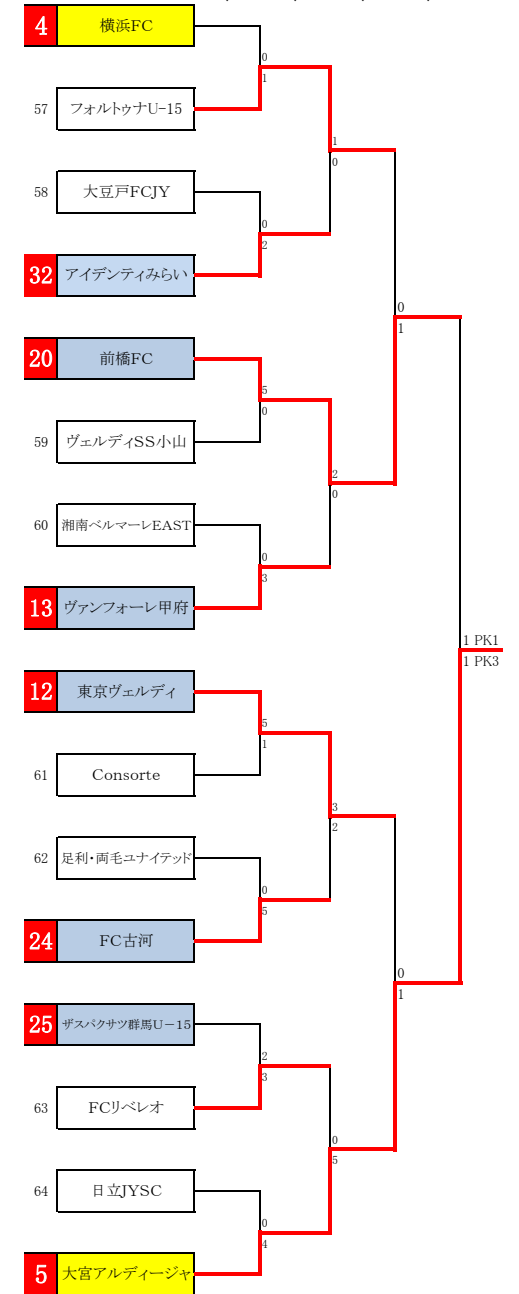 4 横浜FC
0
1
57 フォルトゥナU-15
1
0
58 大豆戸FCJY
0
2
32 アイデンティみらい
0
1
20 前橋FC
5
0
59 ヴェルディSS小山
2
0
60 湘南ベルマーレEAST
0
3
13 ヴァンフォーレ甲府
1 PK1
1 PK3
12 東京ヴェルディ
5
1
61 Consorte
3
2
62 足利・両毛ユナイテッド
0
5
24 FC古河
0
1
25 ザスパクサツ群馬U-15
2
3
63 FCリベレオ
0
5
64 日立JYSC
0
4
5 大宮アルディージャ